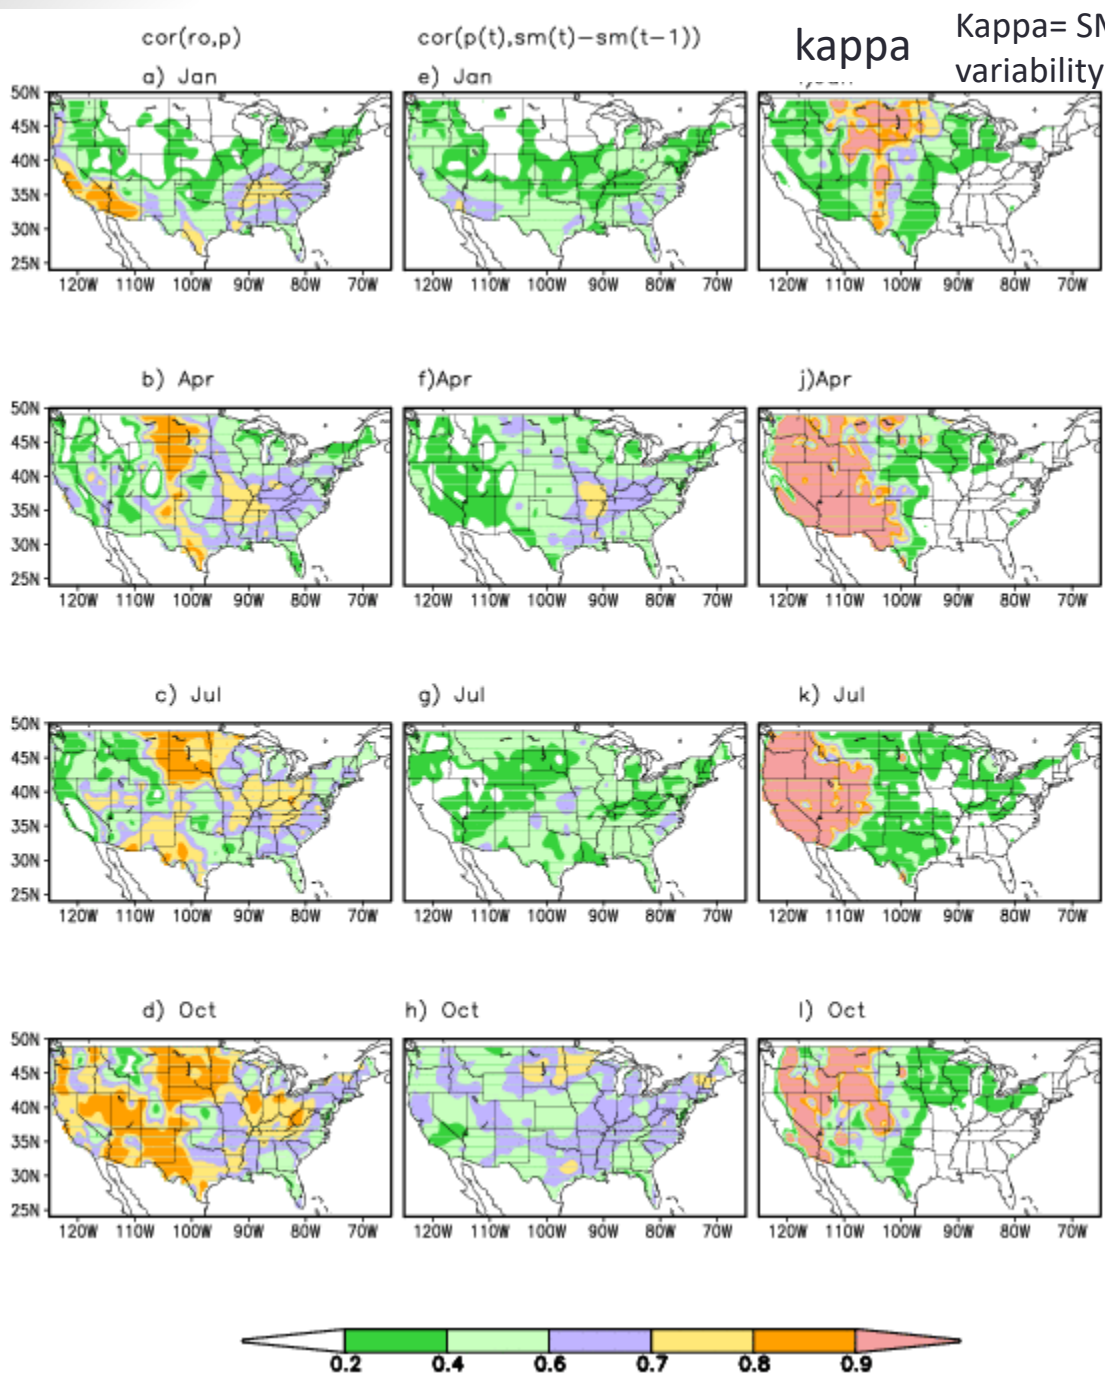 cor(ro,p)
cor(p(t),sm(t)-sm(t-1))
kappa
Kappa= SM
variability
a) Jan
e) Jan
50N
45N
40N
35N
30N
25N
120W 110W 100W 90W 80W 70W
120W 110W 100W 90W 80W 70W
120W 110W 100W 90W 80W 70W
b) Apr
f)Apr
j)Apr
50N
45N
40N
35N
30N
25N
120W 110W 100W 90W 80W 70W
120W 110W 100W 90W 80W 70W
120W 110W 100W 90W 80W 70W
c) Jul
g) Jul
k) Jul
50N
45N
40N
35N
30N
25N
120W 110W 100W 90W 80W 70W
120W 110W 100W 90W 80W 70W
120W 110W 100W 90W 80W 70W
d) Oct
h) Oct
l) Oct
50N
45N
40N
35N
30N
25N
120W 110W 100W 90W 80W 70W
120W 110W 100W 90W 80W 70W
120W 110W 100W 90W 80W 70W
0.2 0.4 0.6 0.7 0.8 0.9